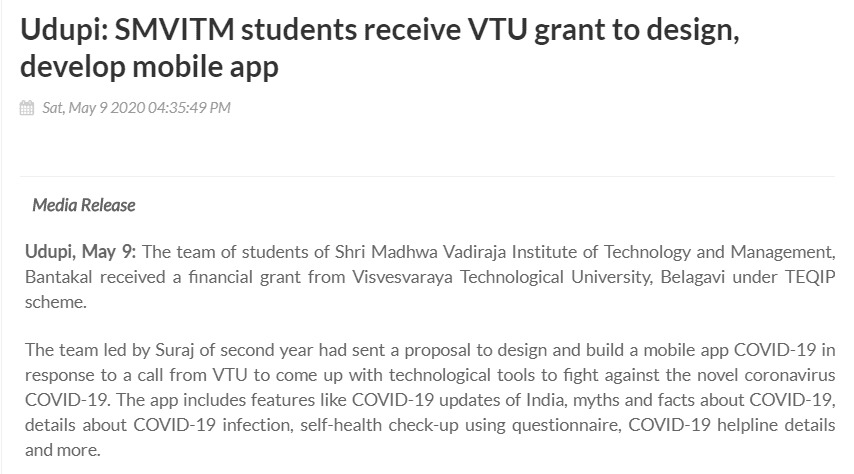 Udupi: SMVITM students receive VTU grant to design,
develop mobile app
Sat, May 9 2020 04:35:49 PM
Media Release
Udupi, May 9: The team of students of Shri Madhwa Vadiraja Institute of Technology and Management,
Bantakal received a financial grant from Visvesvaraya Technological University, Belagavi under TEQIP
scheme.
The team led by Suraj of second year had sent a proposal to design and build a mobile app COVID-19 in
response to a call from VTU to come up with technological tools to fight against the novel coronavirus
COVID-19. The app includes features like COVID-19 updates of India, myths and facts about COVID-19,
details about COVID-19 infection, self-health check-up using questionnaire, COVID-19 helpline details
and more.